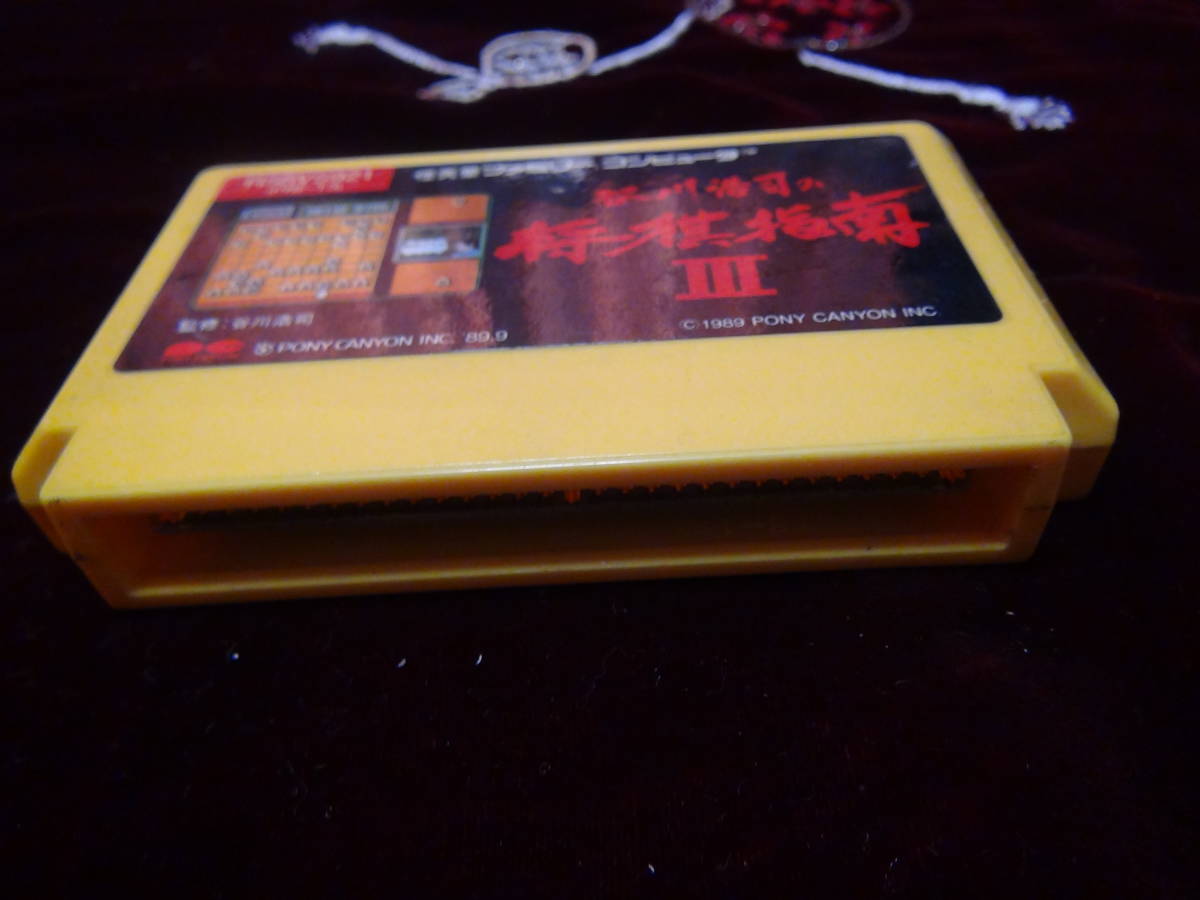 任天堂ファミリーコンピュータ™
谷川浩司の
将棋指南
III
監修:谷川浩司
Ⓟ PONY CANYON INC. '89.9
© 1989 PONY CANYON INC.